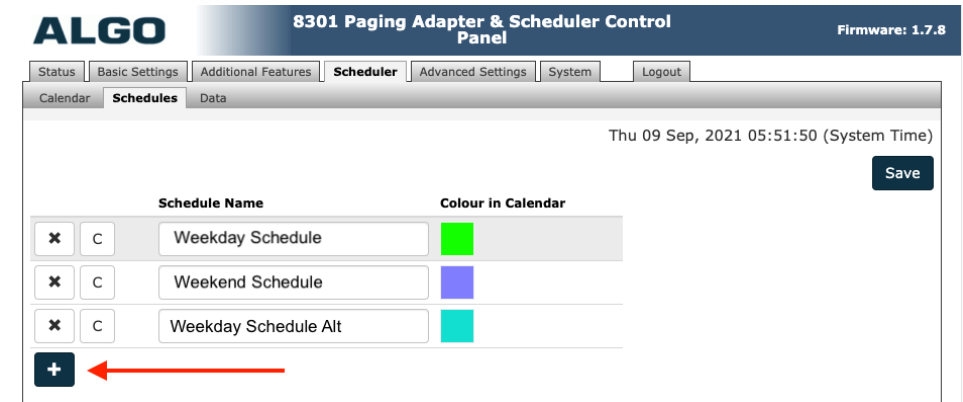 ALGO
8301 Paging Adapter & Scheduler Control
Panel
Firmware: 1.7.8
Status Basic Settings Additional Features Scheduler Advanced Settings System Logout
Calendar Schedules Data
Thu 09 Sep, 2021 05:51:50 (System Time)
Save
Schedule Name Colour in Calendar
✖ C Weekday Schedule
✖ C Weekend Schedule
✖ C Weekday Schedule Alt
+